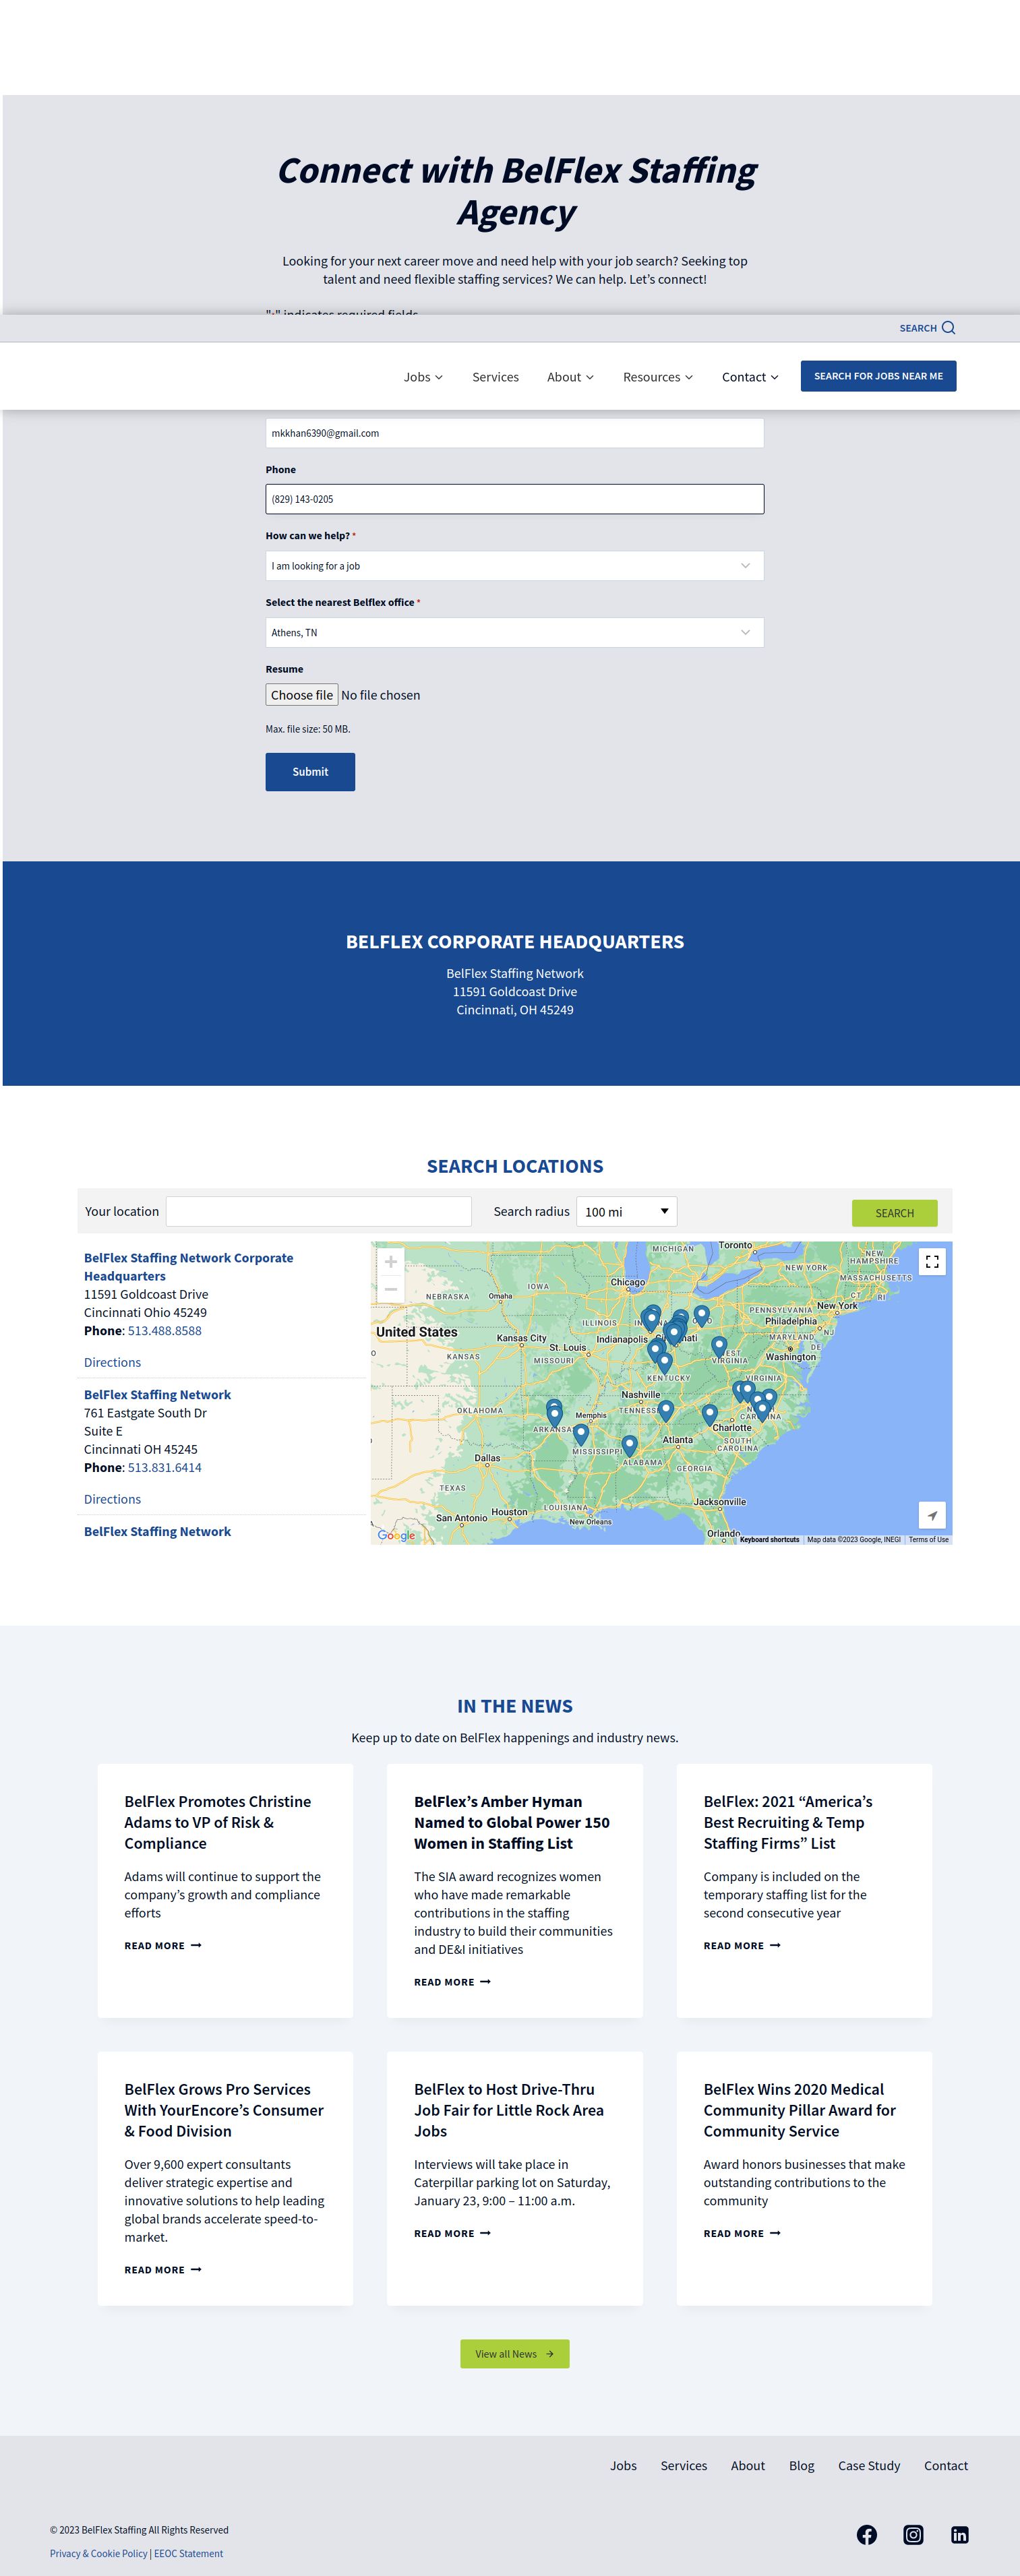 Connect with BelFlex Staffing
Agency
Looking for your next career move and need help with your job search? Seeking top
talent and need flexible staffing services? We can help. Let’s connect!
"*" indicates required fields
SEARCH
Jobs
Services
About
Resources
Contact
SEARCH FOR JOBS NEAR ME
mkkhan6390@gmail.com
Phone
(829) 143-0205
How can we help? *
I am looking for a job
Select the nearest Belflex office *
Athens, TN
Resume
Choose file No file chosen
Max. file size: 50 MB.
Submit
BELFLEX CORPORATE HEADQUARTERS
BelFlex Staffing Network
11591 Goldcoast Drive
Cincinnati, OH 45249
SEARCH LOCATIONS
Your location
Search radius
100 mi
SEARCH
BelFlex Staffing Network Corporate
Headquarters
11591 Goldcoast Drive
Cincinnati Ohio 45249
Phone: 513.488.8588
Directions
BelFlex Staffing Network
761 Eastgate South Dr
Suite E
Cincinnati OH 45245
Phone: 513.831.6414
Directions
BelFlex Staffing Network
MICHIGAN
Toronto
NEW
HAMPSHIRE
NEW YORK
MASSACHUSETTS
CT
RI
IOWA
Chicago
NEBRASKA
Omaha
PENNSYLVANIA
New York
ILLINOIS
Philadelphia
United States
Kansas City
Indianapolis
MARYLAND
NJ
KANSAS
St. Louis
DE
MISSOURI
WEST
VIRGINIA
Washington
KENTUCKY
VIRGINIA
Nashville
OKLAHOMA
Memphis
Charlotte
Atlanta
SOUTH
CAROLINA
MISSISSIPPI
Dallas
ALABAMA
GEORGIA
TEXAS
Jacksonville
LOUISIANA
Houston
San Antonio
New Orleans
Orlando
Google
Keyboard shortcuts
Map data ©2023 Google, INEGI
Terms of Use
IN THE NEWS
Keep up to date on BelFlex happenings and industry news.
BelFlex Promotes Christine
Adams to VP of Risk &
Compliance
Adams will continue to support the
company’s growth and compliance
efforts
READ MORE
BelFlex’s Amber Hyman
Named to Global Power 150
Women in Staffing List
The SIA award recognizes women
who have made remarkable
contributions in the staffing
industry to build their communities
and DE&I initiatives
READ MORE
BelFlex: 2021 “America’s
Best Recruiting & Temp
Staffing Firms” List
Company is included on the
temporary staffing list for the
second consecutive year
READ MORE
BelFlex Grows Pro Services
With YourEncore’s Consumer
& Food Division
Over 9,600 expert consultants
deliver strategic expertise and
innovative solutions to help leading
global brands accelerate speed-to-
market.
READ MORE
BelFlex to Host Drive-Thru
Job Fair for Little Rock Area
Jobs
Interviews will take place in
Caterpillar parking lot on Saturday,
January 23, 9:00 – 11:00 a.m.
READ MORE
BelFlex Wins 2020 Medical
Community Pillar Award for
Community Service
Award honors businesses that make
outstanding contributions to the
community
READ MORE
View all News
Jobs
Services
About
Blog
Case Study
Contact
© 2023 BelFlex Staffing All Rights Reserved
Privacy & Cookie Policy | EEOC Statement